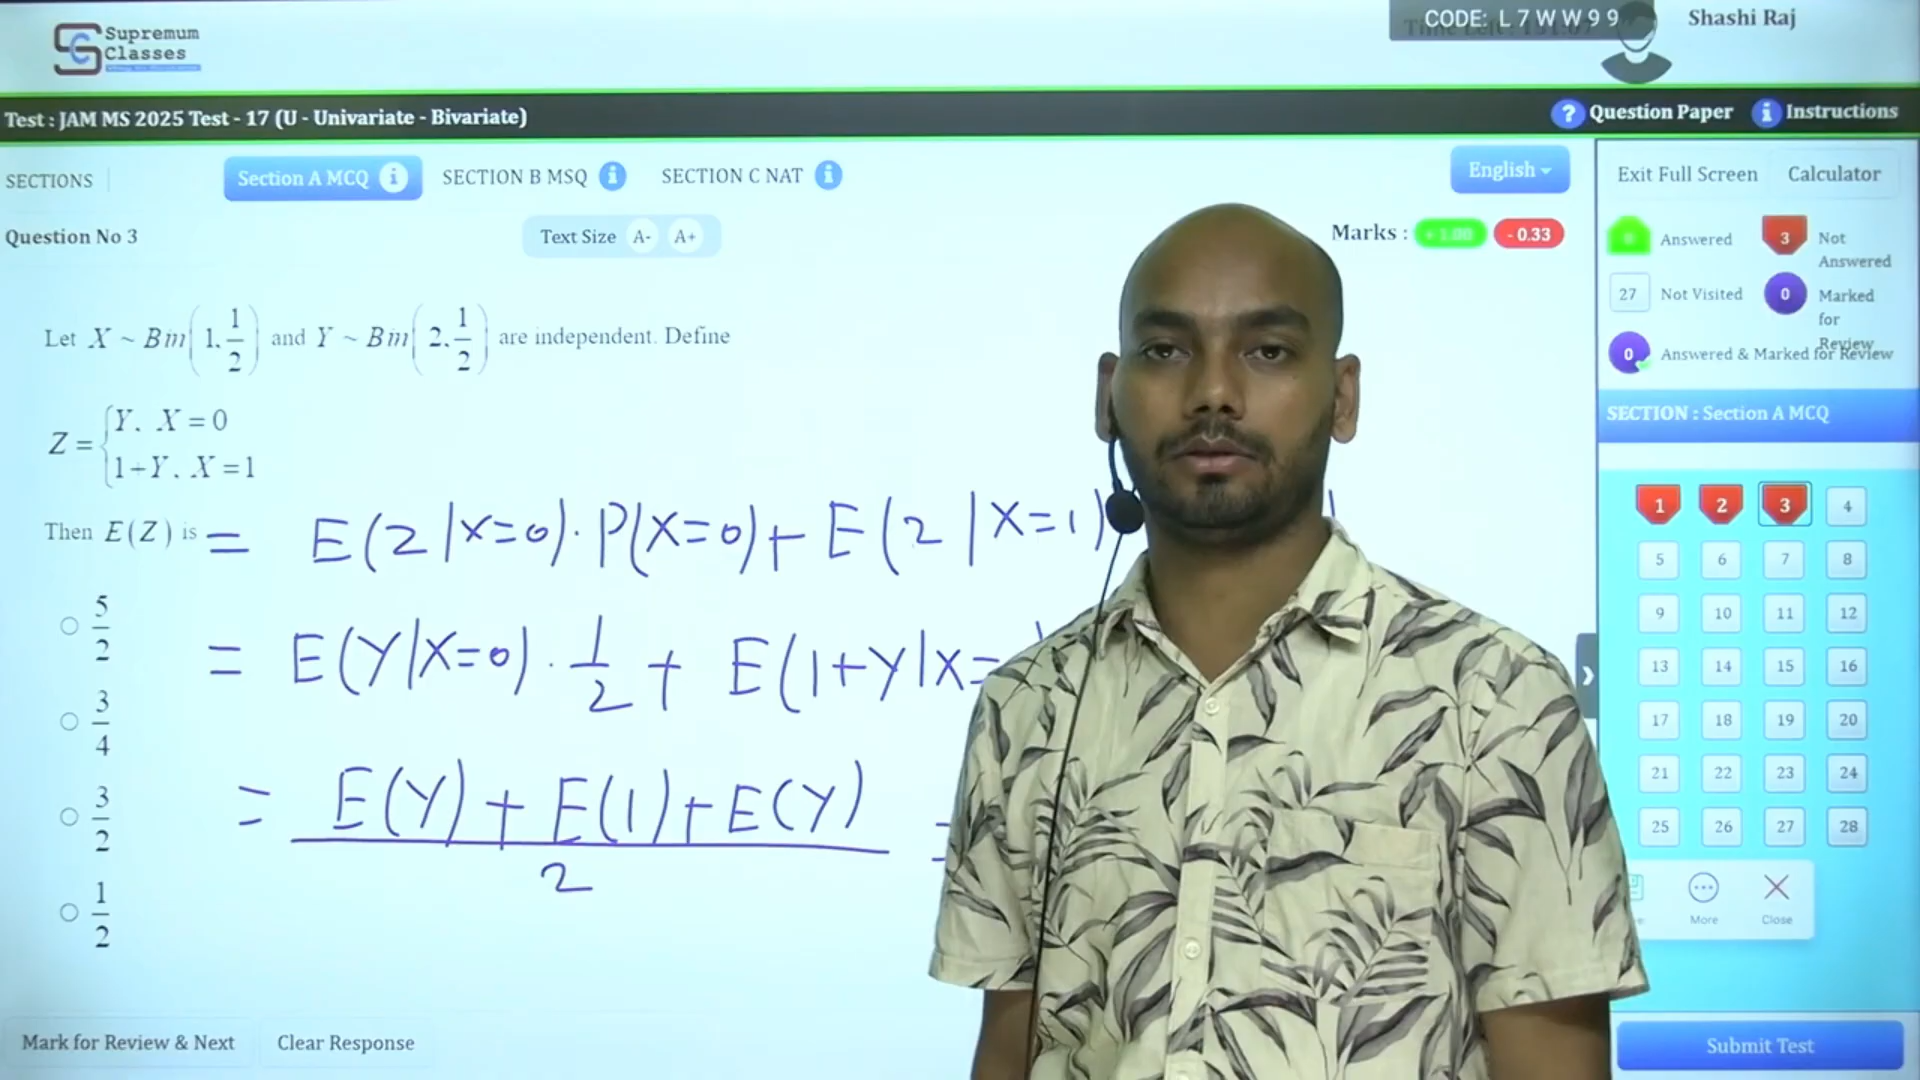 Supremum
Classes
CODE: L7WW99
Shashi Raj
Test : JAM MS 2025 Test - 17 (U - Univariate - Bivariate)
? Question Paper i Instructions
SECTIONS
Section A MCQ i
SECTION B MSQ i
SECTION C NAT i
English
Exit Full Screen
Calculator
Question No 3
Text Size A- A+
Marks : + 1.00 - 0.33
Answered
3 Not Answered
27 Not Visited
0 Marked for Review
0 Answered & Marked for Review
SECTION : Section A MCQ
Let X ~ Bin(1, 1/2) and Y ~ Bin(2, 1/2) are independent. Define
Z = { Y, X = 0
1+Y, X = 1
Then E(Z) is
= E(Z|X=0) · P(X=0) + E(Z|X=1)
= E(Y|X=0) · 1/2 + E(1+Y|X=
= E(Y) + E(1) + E(Y) / 2 =
5/2
3/4
3/2
1/2
1 2 3 4
5 6 7 8
9 10 11 12
13 14 15 16
17 18 19 20
21 22 23 24
25 26 27 28
More
Close
Mark for Review & Next
Clear Response
Submit Test